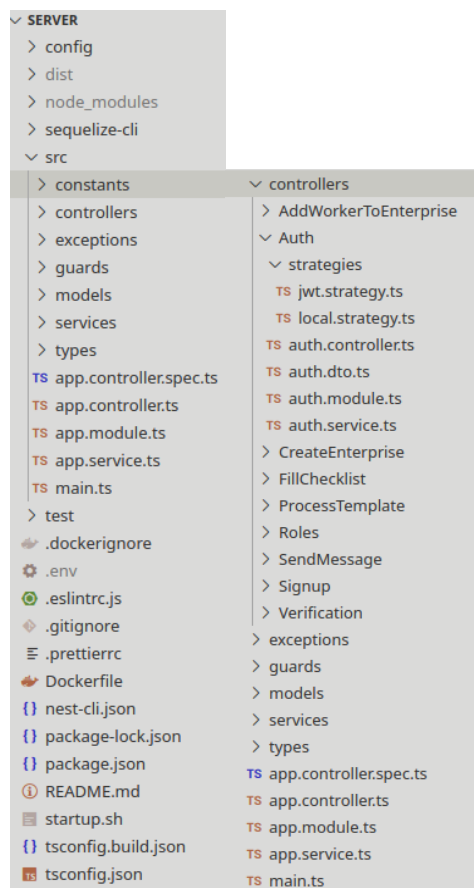 SERVER
config
dist
node_modules
sequelize-cli
src
constants
controllers
exceptions
guards
models
services
types
TS app.controller.spec.ts
TS app.controller.ts
TS app.module.ts
TS app.service.ts
TS main.ts
test
.dockerignore
.env
.eslintrc.js
.gitignore
.prettierrc
Dockerfile
{} nest-cli.json
{} package-lock.json
{} package.json
README.md
startup.sh
{} tsconfig.build.json
TS tsconfig.json
controllers
AddWorkerToEnterprise
Auth
strategies
TS jwt.strategy.ts
TS local.strategy.ts
TS auth.controller.ts
TS auth.dto.ts
TS auth.module.ts
TS auth.service.ts
CreateEnterprise
FillChecklist
ProcessTemplate
Roles
SendMessage
Signup
Verification
exceptions
guards
models
services
types
TS app.controller.spec.ts
TS app.controller.ts
TS app.module.ts
TS app.service.ts
TS main.ts